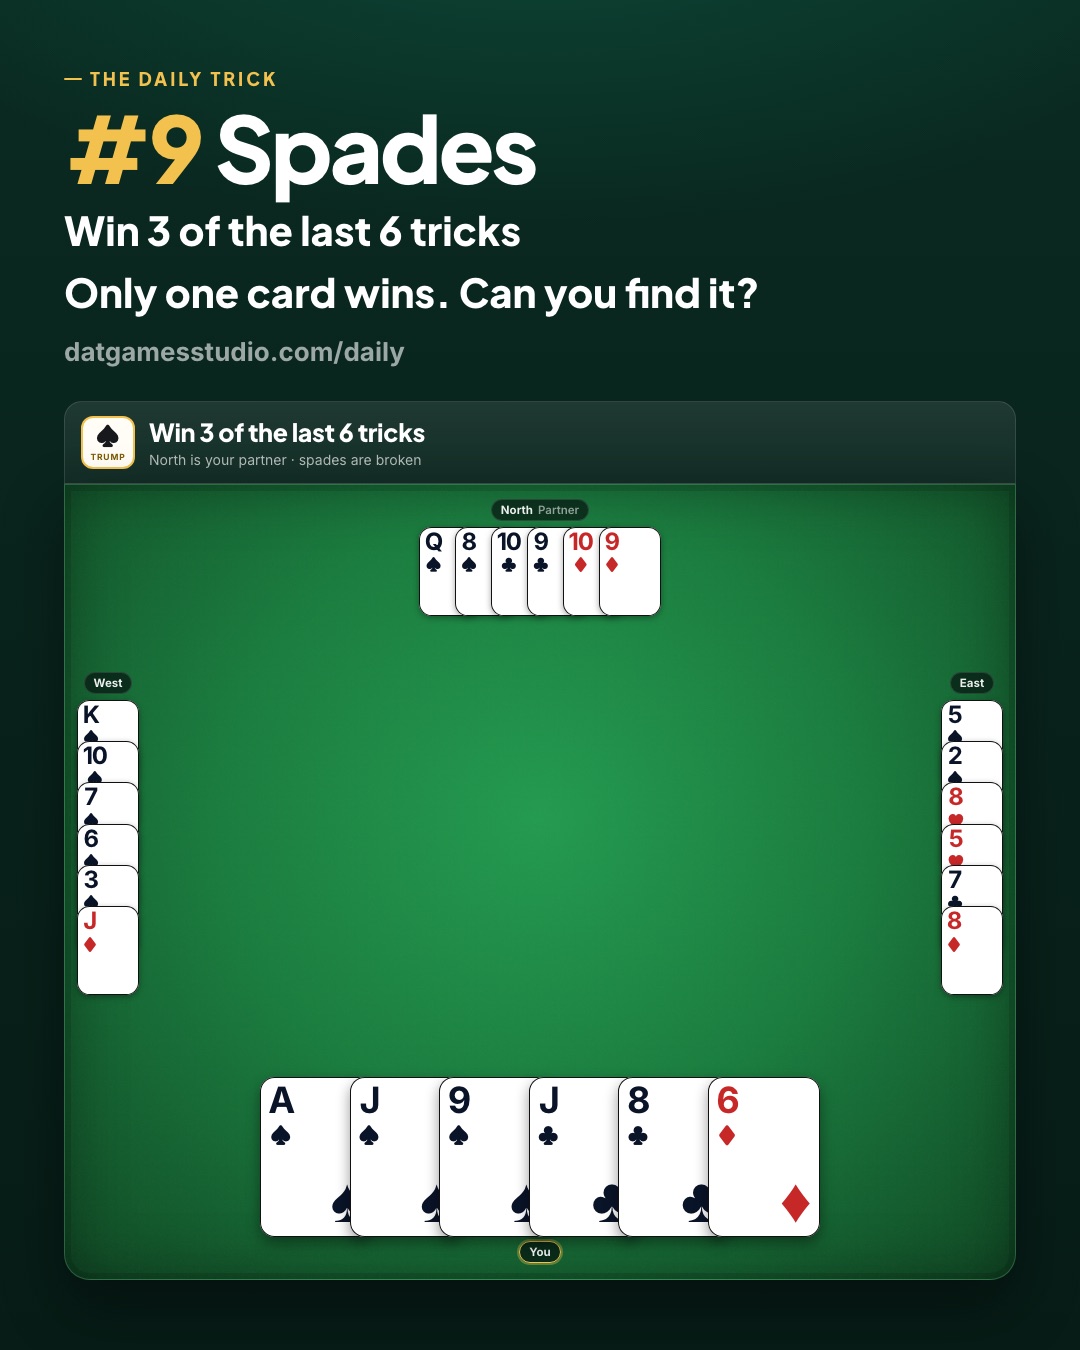 — THE DAILY TRICK
#9 Spades
Win 3 of the last 6 tricks
Only one card wins. Can you find it?
datgamesstudio.com/daily
TRUMP
Win 3 of the last 6 tricks
North is your partner · spades are broken
North Partner
Q 8 10 9 10 9
West
K
10
7
6
3
J
East
5
2
8
5
7
8
A J 9 J 8 6
You